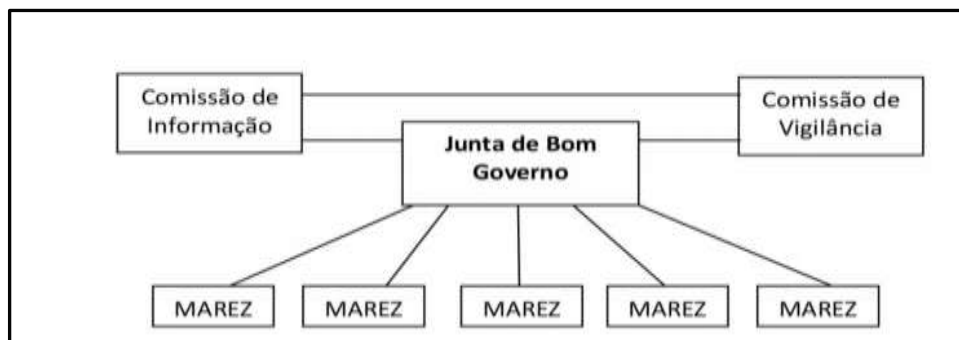 Comissão de
Informação
Comissão de
Vigilância
Junta de Bom
Governo
MAREZ
MAREZ
MAREZ
MAREZ
MAREZ